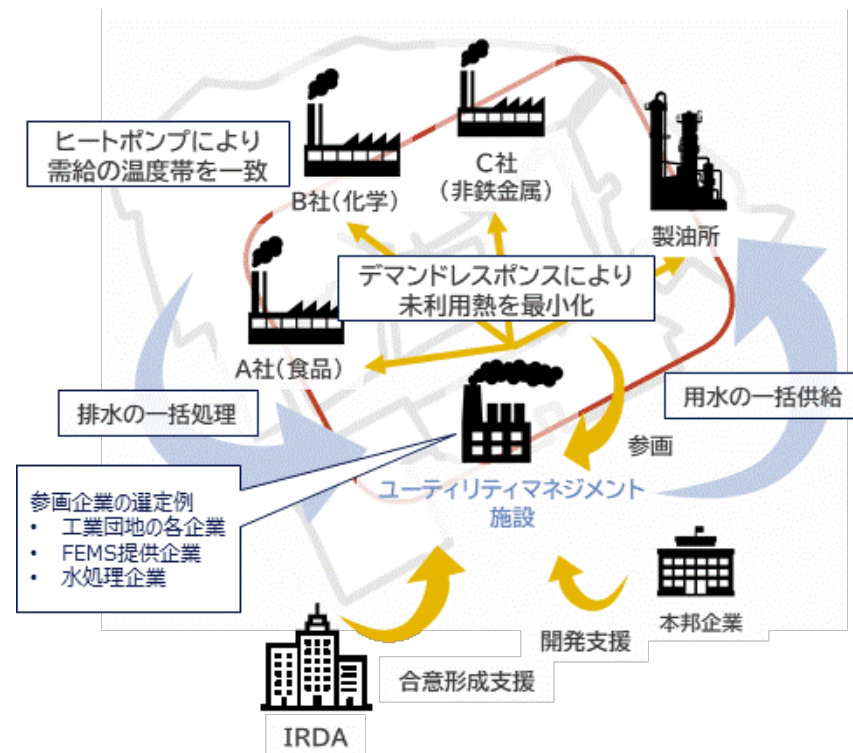 ヒートポンプにより
需給の温度帯を一致
B社(化学)
C社
(非鉄金属)
製油所
デマンドレスポンスにより
未利用熱を最小化
A社(食品)
排水の一括処理
用水の一括供給
参画
ユーティリティマネジメント
施設
参画企業の選定例
• 工業団地の各企業
• FEMS提供企業
• 水処理企業
本邦企業
開発支援
合意形成支援
IRDA